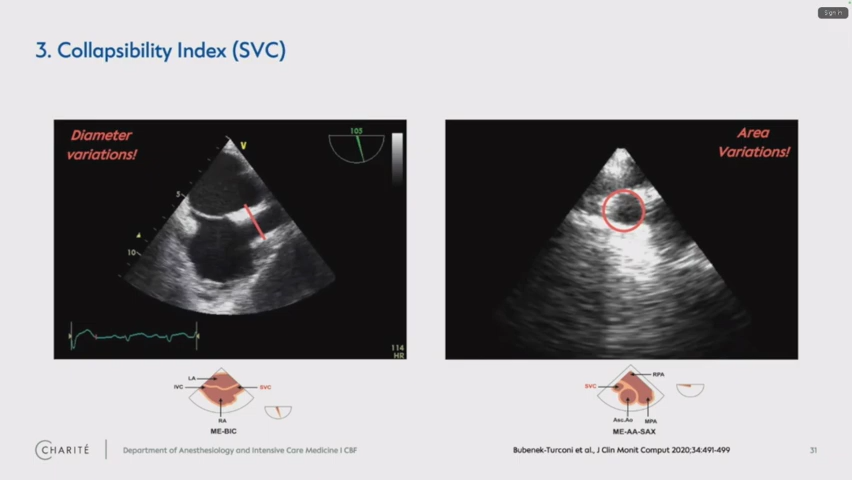 Sign in
3. Collapsibility Index (SVC)
Diameter
variations!
V
105
5
10
114
HR
Area
Variations!
LA
IVC
SVC
RA
ME-BIC
RPA
SVC
Asc.Ao
MPA
ME-AA-SAX
CHARITÉ
Department of Anesthesiology and Intensive Care Medicine I CBF
Bubenek-Turconi et al., J Clin Monit Comput 2020;34:491-499
31